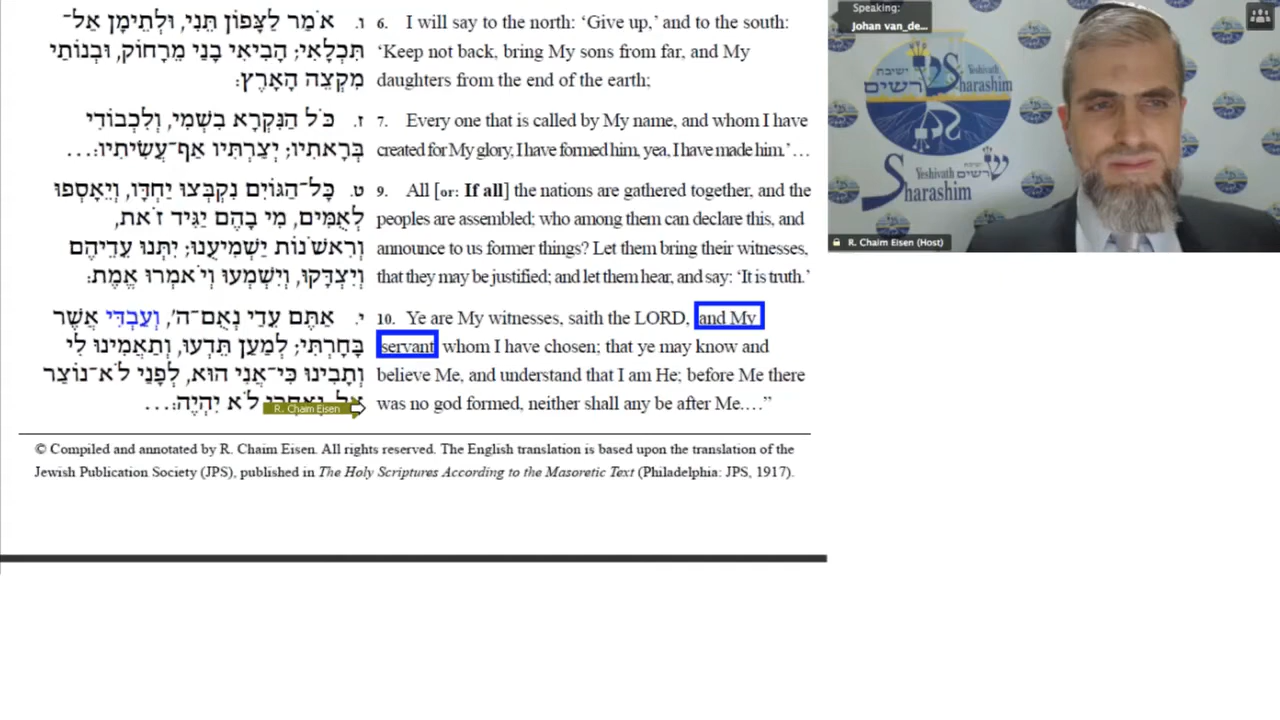 ו. אֹמַר לַצָּפוֹן תֵּנִי, וּלְתֵימָן אַל־
תִּכְלָאִי; הָבִיאִי בָנַי מֵרָחוֹק, וּבְנוֹתַי
מִקְצֵה הָאָרֶץ:
6. I will say to the north: ‘Give up,’ and to the south:
‘Keep not back, bring My sons from far, and My
daughters from the end of the earth;
ז. כֹּל הַנִּקְרָא בִשְׁמִי, וְלִכְבוֹדִי
בְּרָאתִיו; יְצַרְתִּיו אַף־עֲשִׂיתִיו:…
7. Every one that is called by My name, and whom I have
created for My glory, I have formed him, yea, I have made him.’…
ט. כָּל־הַגּוֹיִם נִקְבְּצוּ יַחְדָּו, וְיֵאָסְפוּ
לְאֻמִּים, מִי בָהֶם יַגִּיד זֹאת,
וְרִאשֹׁנוֹת יַשְׁמִיעֻנוּ; יִתְּנוּ עֵדֵיהֶם
וְיִצְדָּקוּ, וְיִשְׁמְעוּ וְיֹאמְרוּ אֱמֶת:
9. All [or: If all] the nations are gathered together, and the
peoples are assembled; who among them can declare this, and
announce to us former things? Let them bring their witnesses,
that they may be justified; and let them hear, and say: ‘It is truth.’
י. אַתֶּם עֵדַי נְאֻם־ה', וְעַבְדִּי אֲשֶׁר
בָּחָרְתִּי; לְמַעַן תֵּדְעוּ, וְתַאֲמִינוּ לִי
וְתָבִינוּ כִּי־אֲנִי הוּא, לְפָנַי לֹא־נוֹצַר
לֹא יִהְיֶה:…
10. Ye are My witnesses, saith the LORD, and My
servant whom I have chosen; that ye may know and
believe Me, and understand that I am He; before Me there
was no god formed, neither shall any be after Me.…”
R. Chaim Eisen
© Compiled and annotated by R. Chaim Eisen. All rights reserved. The English translation is based upon the translation of the
Jewish Publication Society (JPS), published in The Holy Scriptures According to the Masoretic Text (Philadelphia: JPS, 1917).
Speaking:
Johan van_de...
ישיבת
שרשים
Yeshivath
Sharashim
Yeshivath
Sharashim
R. Chaim Eisen (Host)